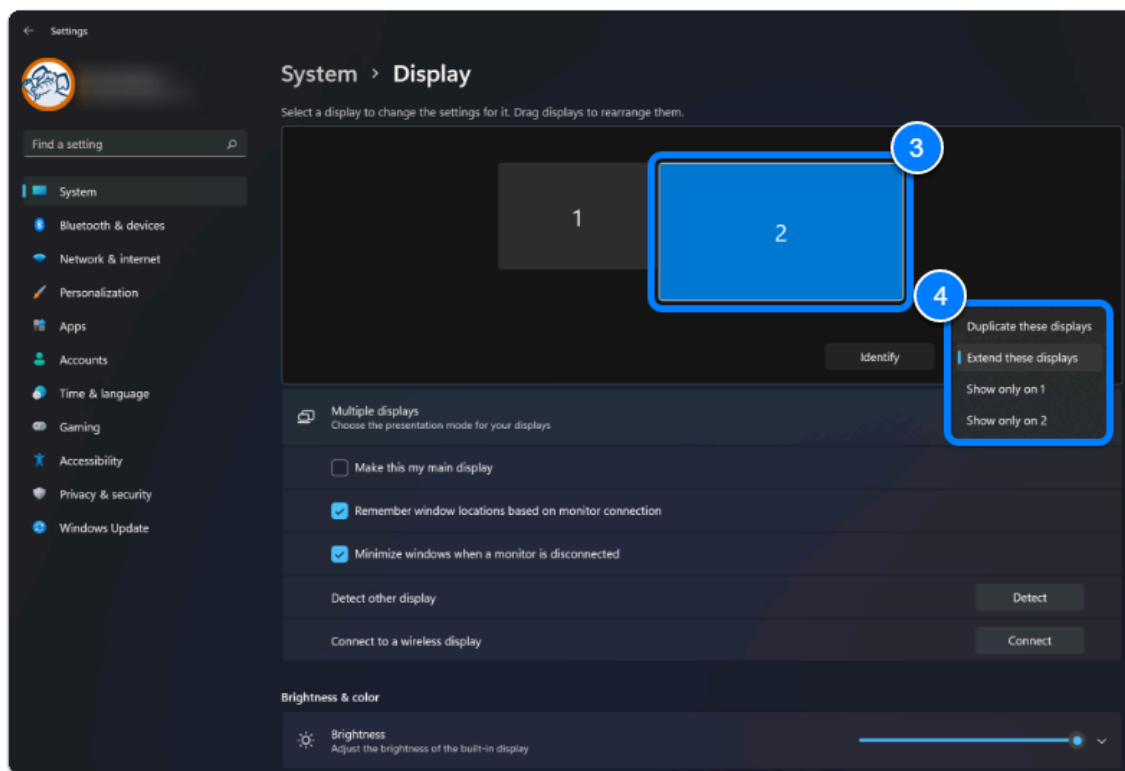 Settings
System > Display
Select a display to change the settings for it. Drag displays to rearrange them.
Find a setting
System
Bluetooth & devices
Network & internet
Personalization
Apps
Accounts
Time & language
Gaming
Accessibility
Privacy & security
Windows Update
3
1
2
4
Duplicate these displays
Identify
Extend these displays
Show only on 1
Show only on 2
Multiple displays
Choose the presentation mode for your displays
Make this my main display
Remember window locations based on monitor connection
Minimize windows when a monitor is disconnected
Detect other display
Detect
Connect to a wireless display
Connect
Brightness & color
Brightness
Adjust the brightness of the built-in display